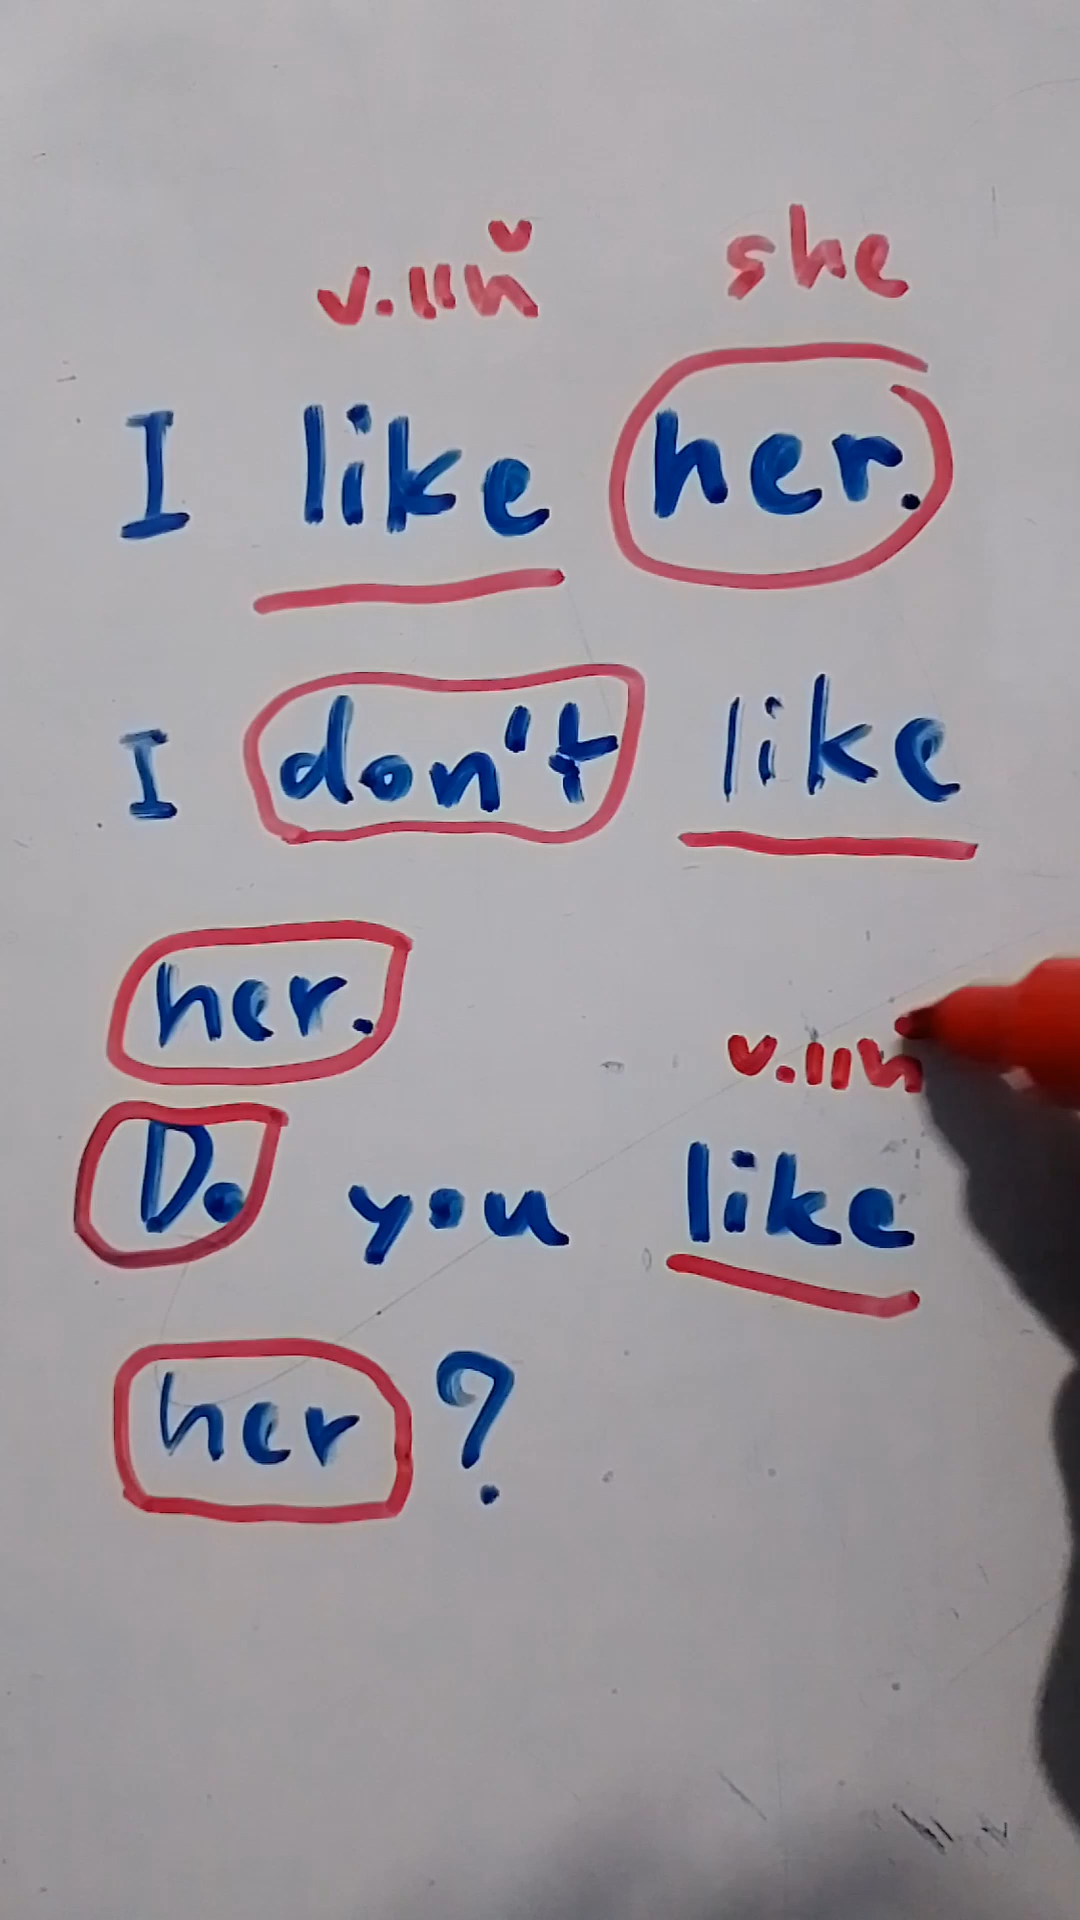 v.แท้ she
I like her.
I don't like
her.
v.แท
Do you like
her ?